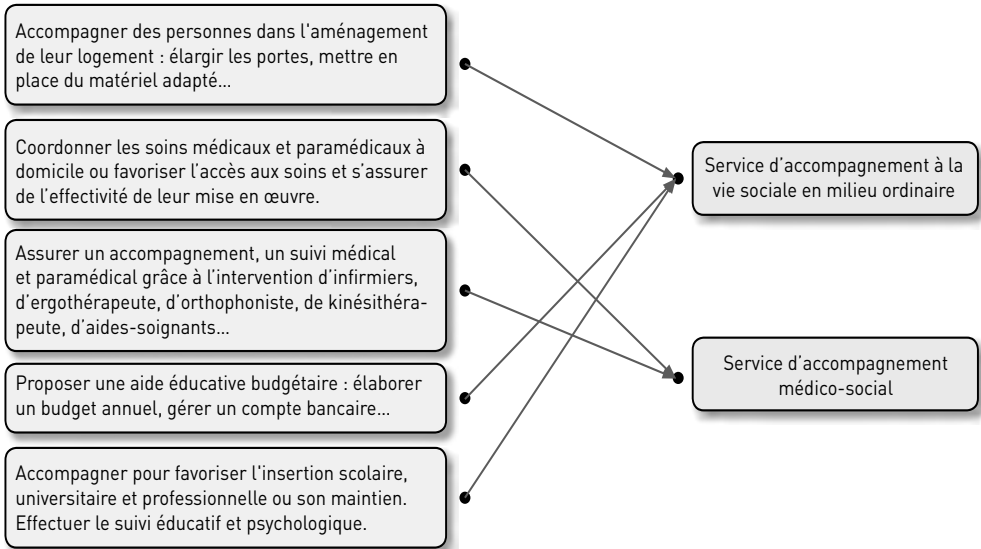 Accompagner des personnes dans l'aménagement
de leur logement : élargir les portes, mettre en
place du matériel adapté…
Coordonner les soins médicaux et paramédicaux à
domicile ou favoriser l’accès aux soins et s’assurer
de l’effectivité de leur mise en œuvre.
Assurer un accompagnement, un suivi médical
et paramédical grâce à l’intervention d’infirmiers,
d’ergothérapeute, d’orthophoniste, de kinésithéra-
peute, d’aides-soignants…
Proposer une aide éducative budgétaire : élaborer
un budget annuel, gérer un compte bancaire…
Accompagner pour favoriser l'insertion scolaire,
universitaire et professionnelle ou son maintien.
Effectuer le suivi éducatif et psychologique.
Service d’accompagnement à la
vie sociale en milieu ordinaire
Service d’accompagnement
médico-social